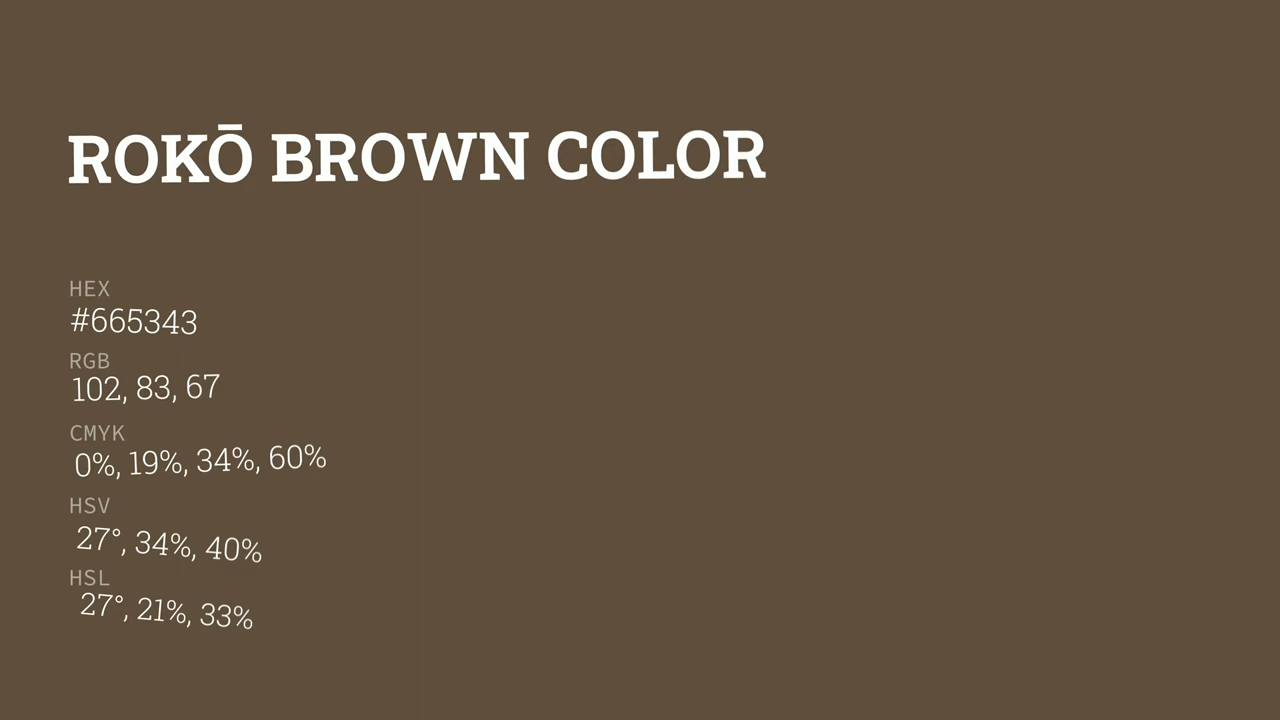 ROKŌ BROWN COLOR
HEX
#665343
RGB
102, 83, 67
CMYK
0%, 19%, 34%, 60%
HSV
27°, 34%, 40%
HSL
27°, 21%, 33%